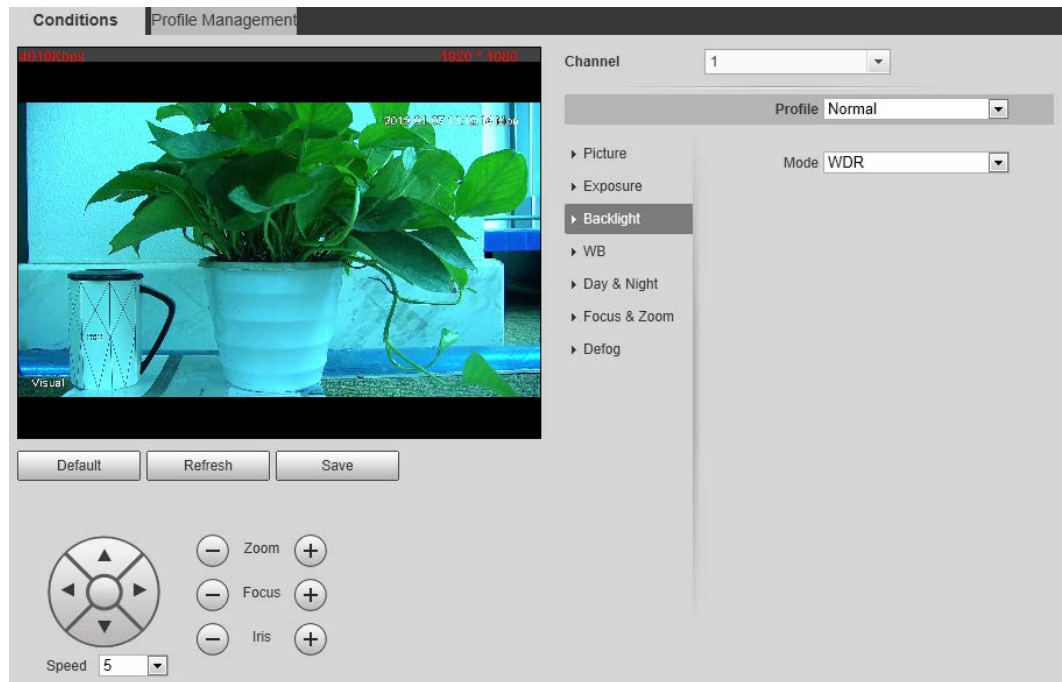 Conditions
Profile Management
4010Kbps
1920 * 1080
Visual
Default
Refresh
Save
Zoom
Focus
Iris
Speed 5
Channel 1
Profile Normal
Picture
Exposure
Backlight
WB
Day & Night
Focus & Zoom
Defog
Mode WDR